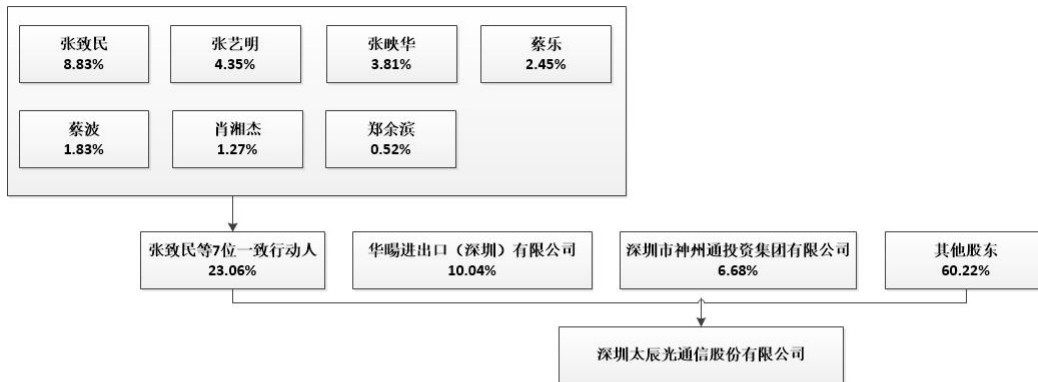 张致民
8.83%
张艺明
4.35%
张映华
3.81%
蔡乐
2.45%
蔡波
1.83%
肖湘杰
1.27%
郑余滨
0.52%
张致民等7位一致行动人
23.06%
华暘进出口（深圳）有限公司
10.04%
深圳市神州通投资集团有限公司
6.68%
其他股东
60.22%
深圳太辰光通信股份有限公司